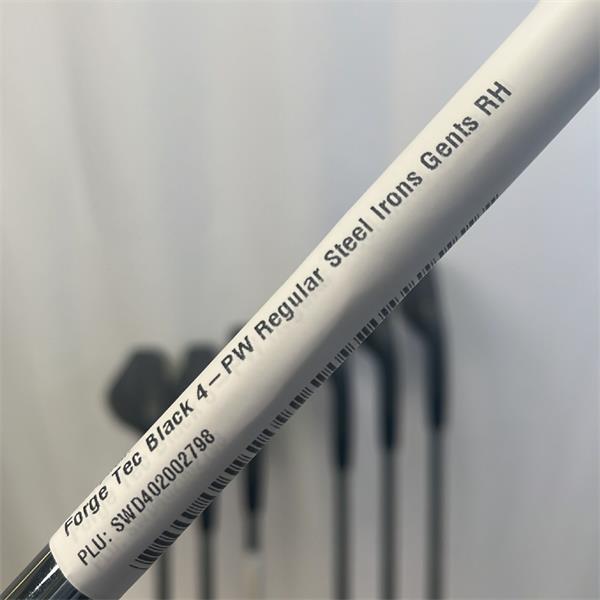 Forge Tec Black 4-PW Regular Steel Irons Gents RH
PLU: SWD402002798